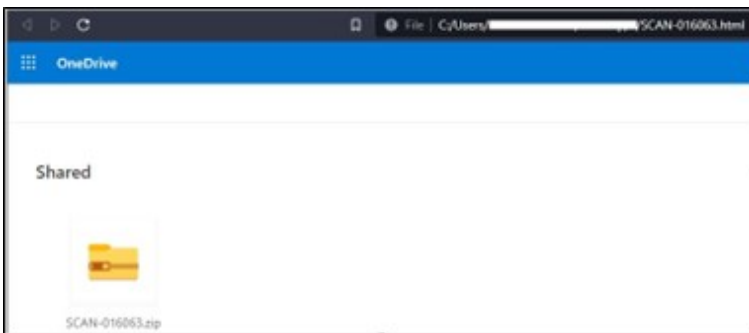 File | C:/Users/ /SCAN-016063.html
OneDrive
Shared
SCAN-016063.zip